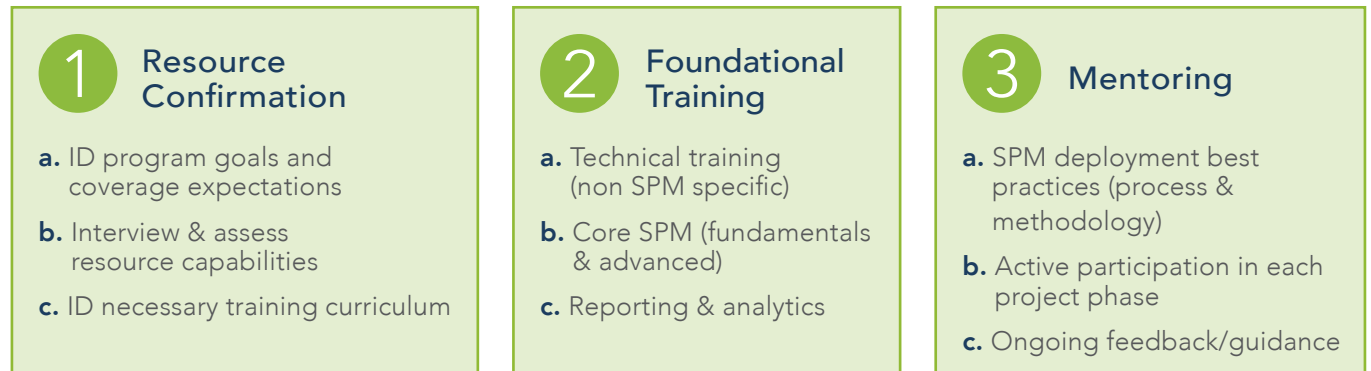 1
Resource
Confirmation
a. ID program goals and
coverage expectations
b. Interview & assess
resource capabilities
c. ID necessary training curriculum
2
Foundational
Training
a. Technical training
(non SPM specific)
b. Core SPM (fundamentals
& advanced)
c. Reporting & analytics
3
Mentoring
a. SPM deployment best
practices (process &
methodology)
b. Active participation in each
project phase
c. Ongoing feedback/guidance